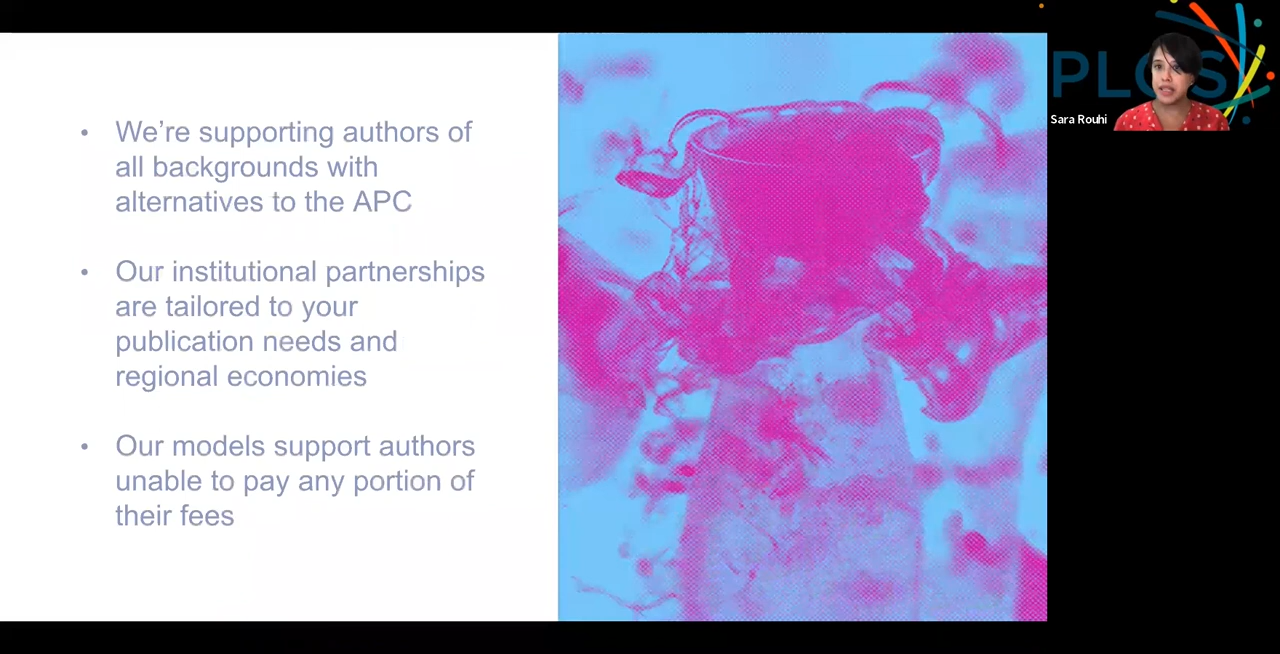 • We’re supporting authors of
all backgrounds with
alternatives to the APC
• Our institutional partnerships
are tailored to your
publication needs and
regional economies
• Our models support authors
unable to pay any portion of
their fees
PLOS
Sara Rouhi